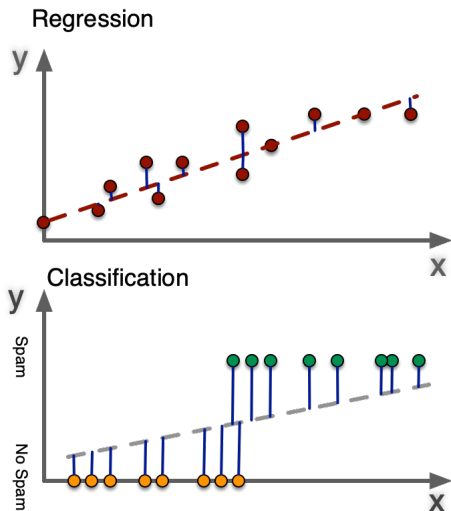 Regression
y
x
Classification
y
Spam
No Spam
x